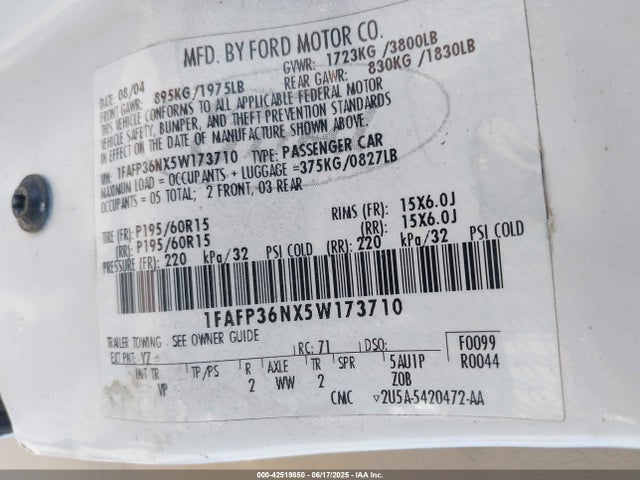 MFD. BY FORD MOTOR CO.
DATE: 08/04 GVWR: 1723KG /3800LB
FRONT GAWR: 895KG/1975LB REAR GAWR: 830KG /1830LB
THIS VEHICLE CONFORMS TO ALL APPLICABLE FEDERAL MOTOR
VEHICLE SAFETY, BUMPER, AND THEFT PREVENTION STANDARDS
IN EFFECT ON THE DATE OF MANUFACTURE SHOWN ABOVE.
VIN: 1FAFP36NX5W173710 TYPE: PASSENGER CAR
MAXIMUM LOAD = OCCUPANTS + LUGGAGE =375KG/0827LB
OCCUPANTS = 05 TOTAL: 2 FRONT, 03 REAR
TIRE (FR): P195/60R15 RIMS (FR): 15X6.0J
(RR): P195/60R15 (RR): 15X6.0J
PRESSURE (FR): 220 kPa/32 PSI COLD (RR): 220 kPa/32 PSI COLD
1FAFP36NX5W173710
TRAILER TOWING - SEE OWNER GUIDE
EXT PNT: YZ RC: 71 DSO: F0099
INT TR TP/PS R AXLE TR SPR 5AU1P R0044
VP 2 WW 2 Z0B
CMC ▽2U5A-5420472-AA
000-42519850 - 06/17/2025 - IAA Inc.